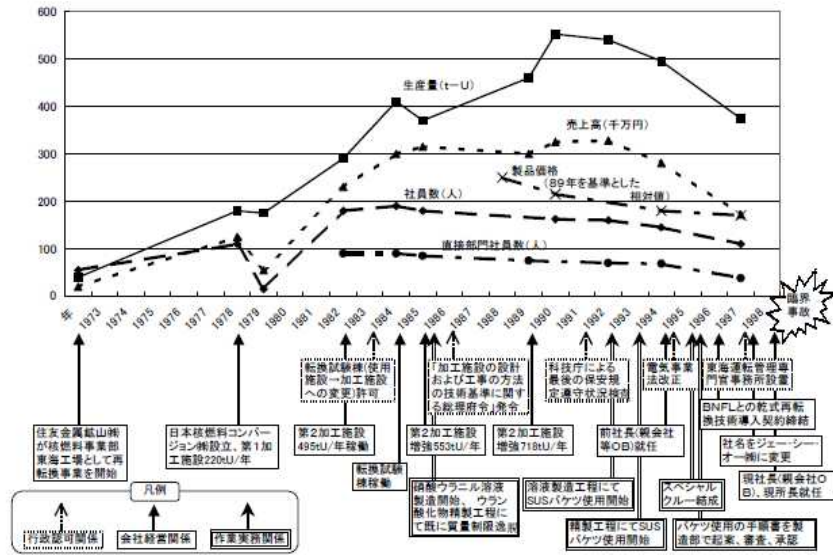 600
500
400
300
200
100
0
生産量(t－U)
売上高(千万円)
製品価格
(89年を基準とした
相対値)
社員数(人)
直接部門社員数(人)
年
1973
1974
1975
1976
1977
1978
1979
1980
1981
1982
1983
1984
1985
1986
1987
1988
1989
1990
1991
1992
1993
1994
1995
1996
1997
1998
臨界
事故
転換試験棟(使用
施設→加工施設
への変更)許可
「加工施設の設計
および工事の方法
の技術基準に関す
る総理府令」発令
科技庁による
最後の保安規
定遵守状況検査
電気事業
法改正
東海運転管理専
門官事務所設置
住友金属鉱山㈱
が核燃料事業部
東海工場として再
転換事業を開始
日本核燃料コンバー
ジョン㈱設立、第1加
工施設220tU/年
第2加工施設
495tU/年稼働
第2加工施設
増強553tU/年
第2加工施設
増強718tU/年
前社長(親会社
等OB)就任
BNFLとの乾式再転
換技術導入契約締結
社名をジェー・シー・
オー㈱に変更
現社長(親会社O
B)、現所長就任
転換試験
棟稼働
硝酸ウラニル溶液
製造開始、 ウラン
酸化物精製工程に
て既に質量制限逸脱
溶液製造工程にて
SUSバケツ使用開始
精製工程にてSUS
バケツ使用開始
スペシャル
クルー結成
バケツ使用の手順書を製
造部で起案、審査、承認
凡例
行政認可関係
会社経営関係
作業実務関係